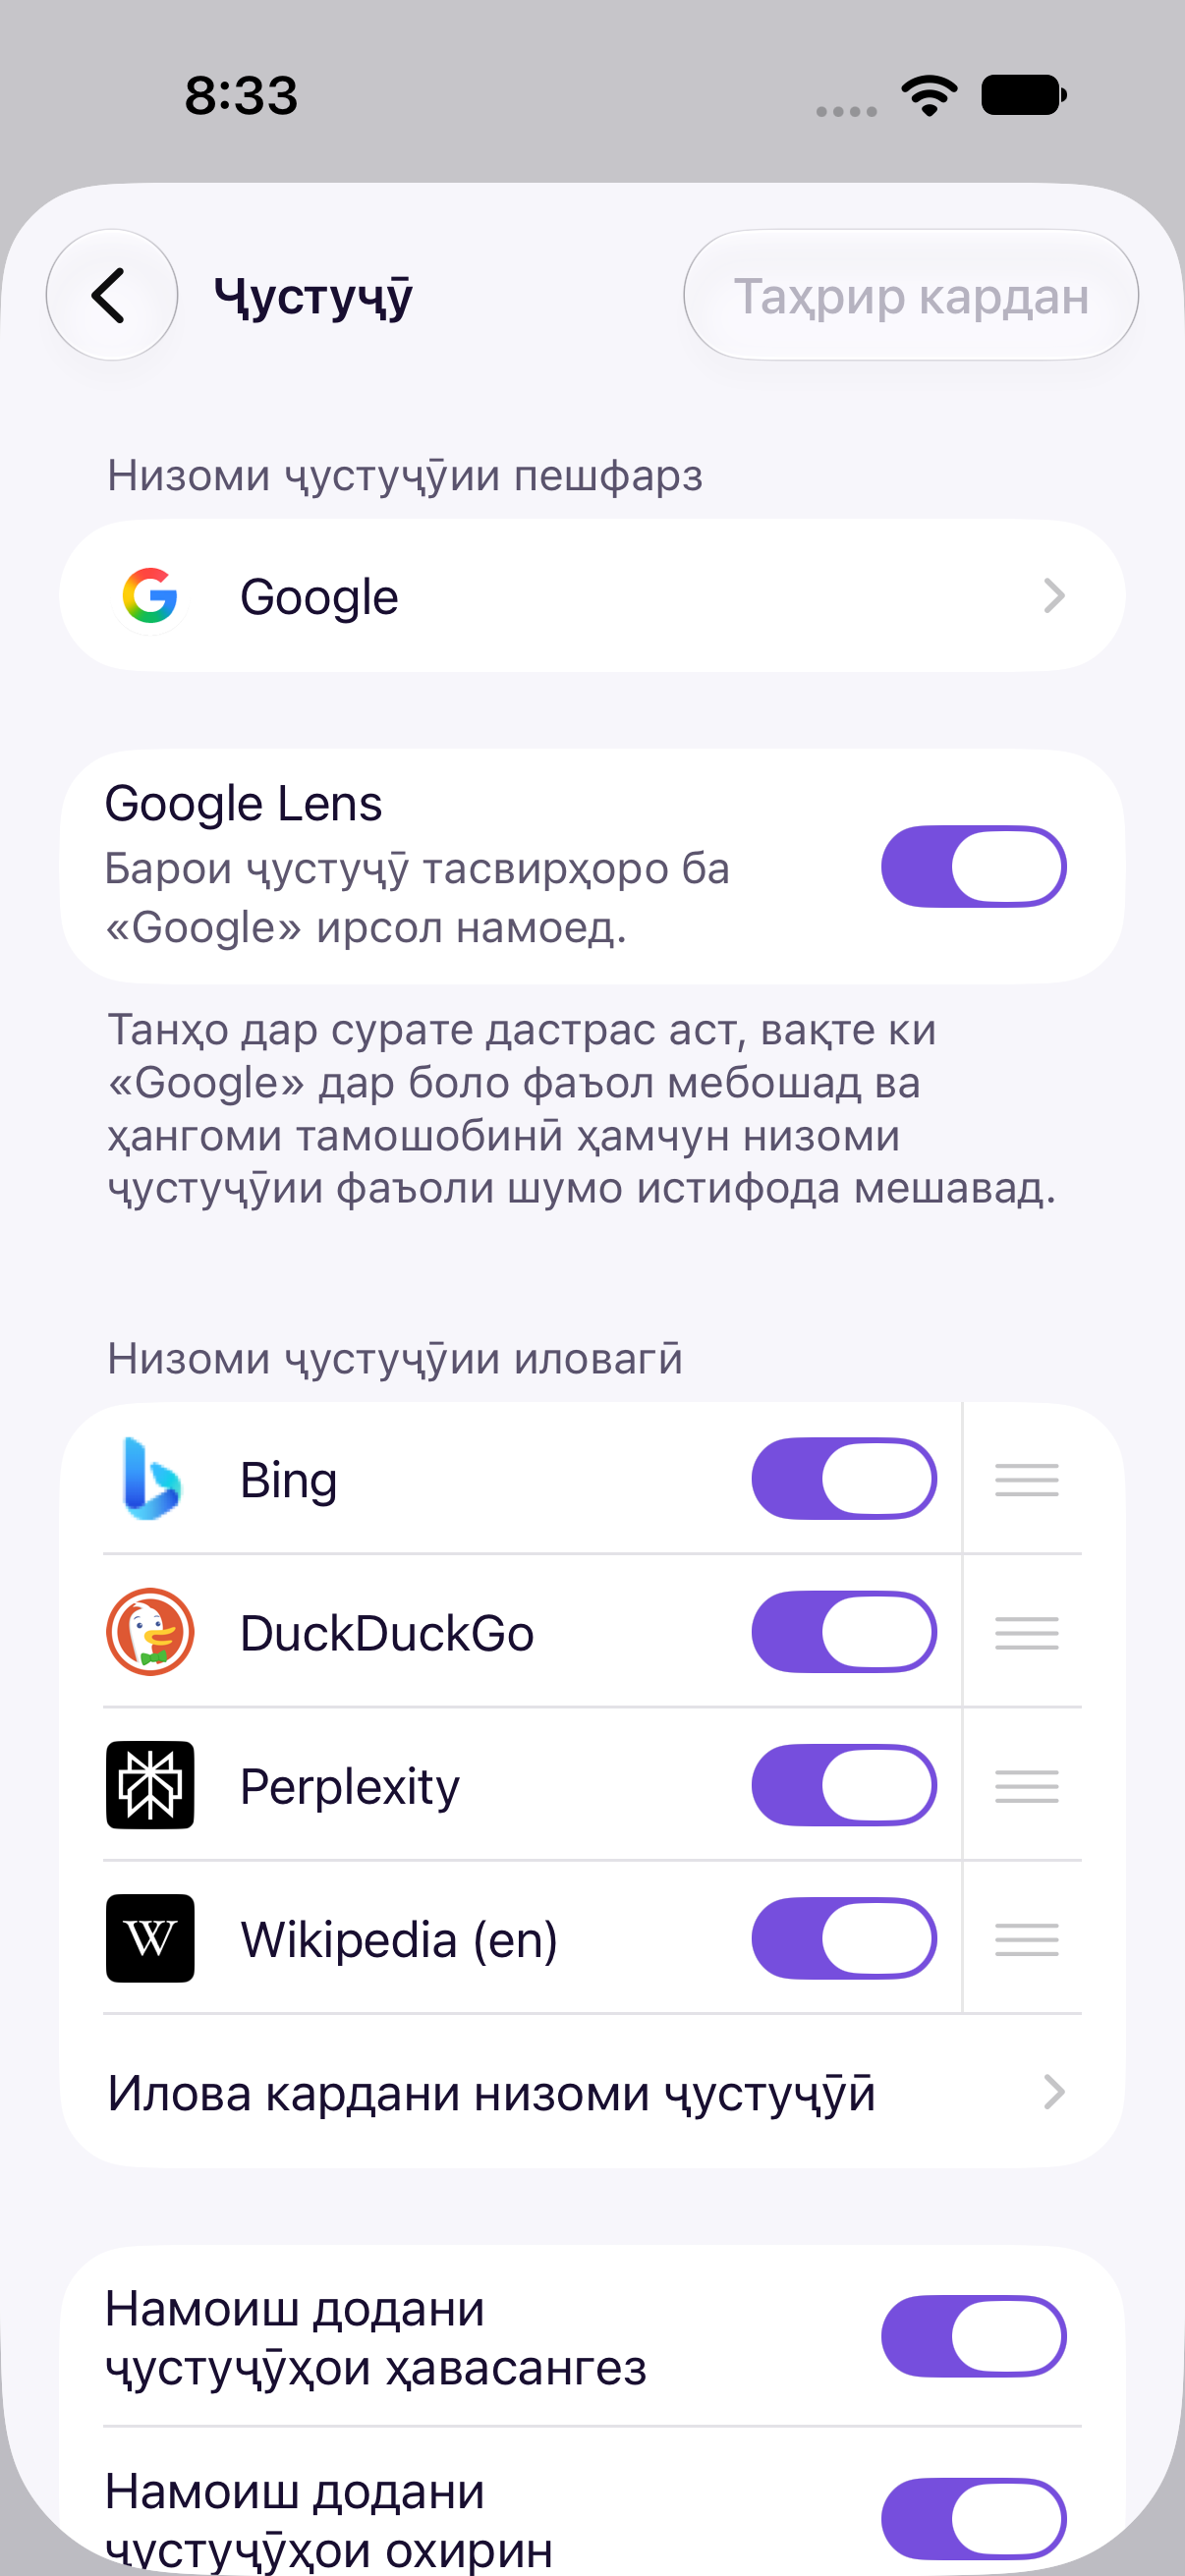 8:33
Ҷустуҷӯ
Таҳрир кардан
Низоми ҷустуҷӯии пешфарз
Google
Google Lens
Барои ҷустуҷӯ тасвирҳоро ба
«Google» ирсол намоед.
Танҳо дар сурате дастрас аст, вақте ки
«Google» дар боло фаъол мебошад ва
ҳангоми тамошобинӣ ҳамчун низоми
ҷустуҷӯии фаъоли шумо истифода мешавад.
Низоми ҷустуҷӯии иловагӣ
Bing
DuckDuckGo
Perplexity
Wikipedia (en)
Илова кардани низоми ҷустуҷӯӣ
Намоиш додани
ҷустуҷӯҳои ҳавасангез
Намоиш додани
ҷустуҷӯҳои охирин